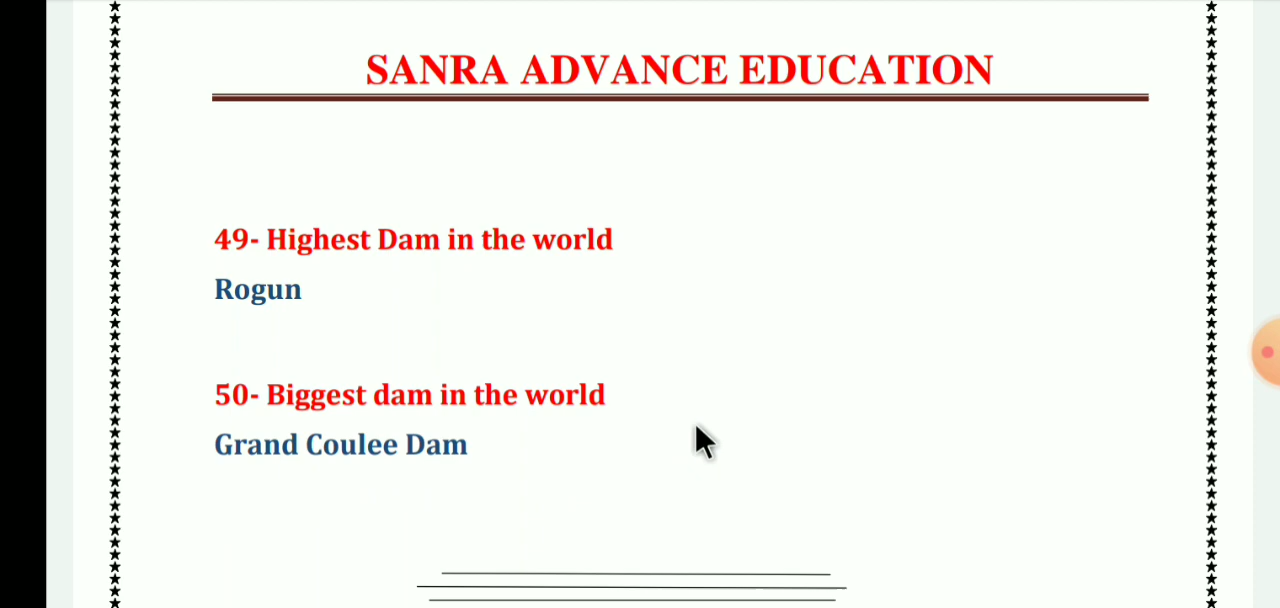 SANRA ADVANCE EDUCATION
49- Highest Dam in the world
Rogun
50- Biggest dam in the world
Grand Coulee Dam